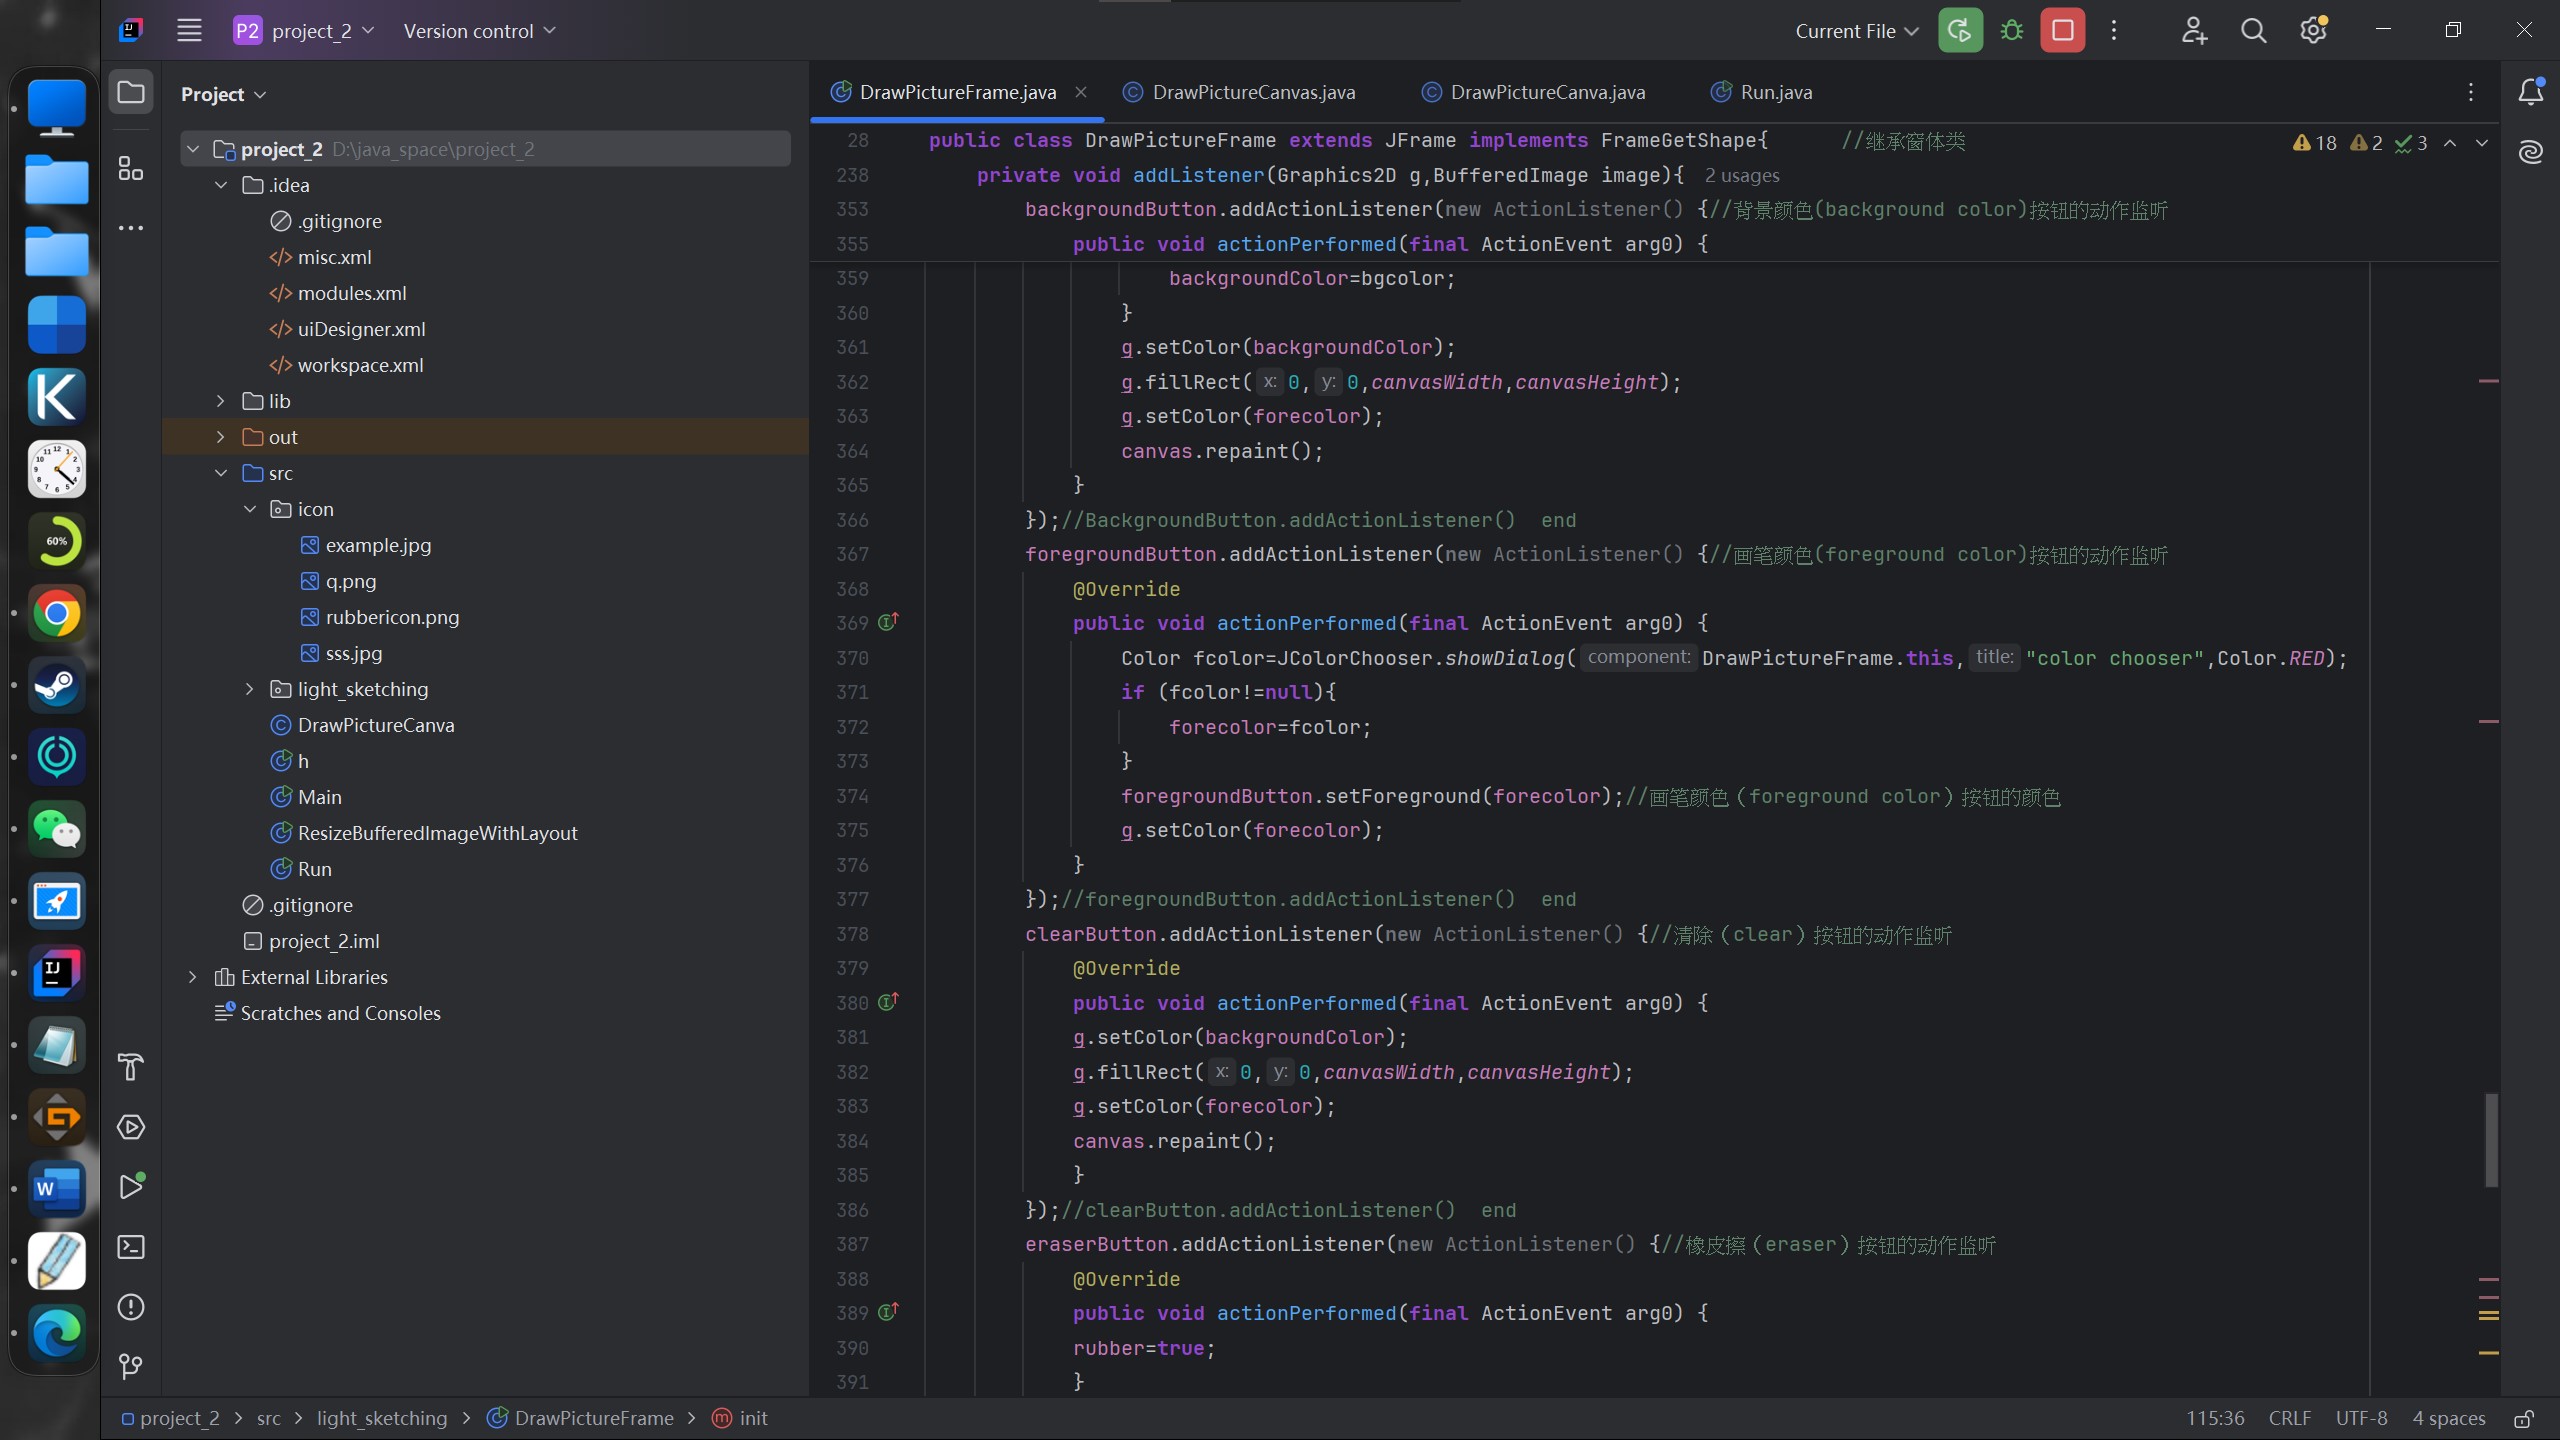 P2 project_2 Version control Current File
Project
project_2 D:\java_space\project_2
.idea
.gitignore
misc.xml
modules.xml
uiDesigner.xml
workspace.xml
lib
out
src
icon
example.jpg
q.png
rubbericon.png
sss.jpg
light_sketching
DrawPictureCanva
h
Main
ResizeBufferedImageWithLayout
Run
.gitignore
project_2.iml
External Libraries
Scratches and Consoles
60%
DrawPictureFrame.java DrawPictureCanvas.java DrawPictureCanva.java Run.java
18 2 3
28 public class DrawPictureFrame extends JFrame implements FrameGetShape{ //继承窗体类
238 private void addListener(Graphics2D g,BufferedImage image){ 2 usages
353 backgroundButton.addActionListener(new ActionListener() {//背景颜色(background color)按钮的动作监听
355 public void actionPerformed(final ActionEvent arg0) {
359 backgroundColor=bgcolor;
360 }
361 g.setColor(backgroundColor);
362 g.fillRect( x: 0, y: 0,canvasWidth,canvasHeight);
363 g.setColor(forecolor);
364 canvas.repaint();
365 }
366 });//BackgroundButton.addActionListener() end
367 foregroundButton.addActionListener(new ActionListener() {//画笔颜色(foreground color)按钮的动作监听
368 @Override
369 public void actionPerformed(final ActionEvent arg0) {
370 Color fcolor=JColorChooser.showDialog( component: DrawPictureFrame.this, title: "color chooser",Color.RED);
371 if (fcolor!=null){
372 forecolor=fcolor;
373 }
374 foregroundButton.setForeground(forecolor);//画笔颜色（foreground color）按钮的颜色
375 g.setColor(forecolor);
376 }
377 });//foregroundButton.addActionListener() end
378 clearButton.addActionListener(new ActionListener() {//清除（clear）按钮的动作监听
379 @Override
380 public void actionPerformed(final ActionEvent arg0) {
381 g.setColor(backgroundColor);
382 g.fillRect( x: 0, y: 0,canvasWidth,canvasHeight);
383 g.setColor(forecolor);
384 canvas.repaint();
385 }
386 });//clearButton.addActionListener() end
387 eraserButton.addActionListener(new ActionListener() {//橡皮擦（eraser）按钮的动作监听
388 @Override
389 public void actionPerformed(final ActionEvent arg0) {
390 rubber=true;
391 }
project_2 > src > light_sketching > DrawPictureFrame > init
115:36 CRLF UTF-8 4 spaces